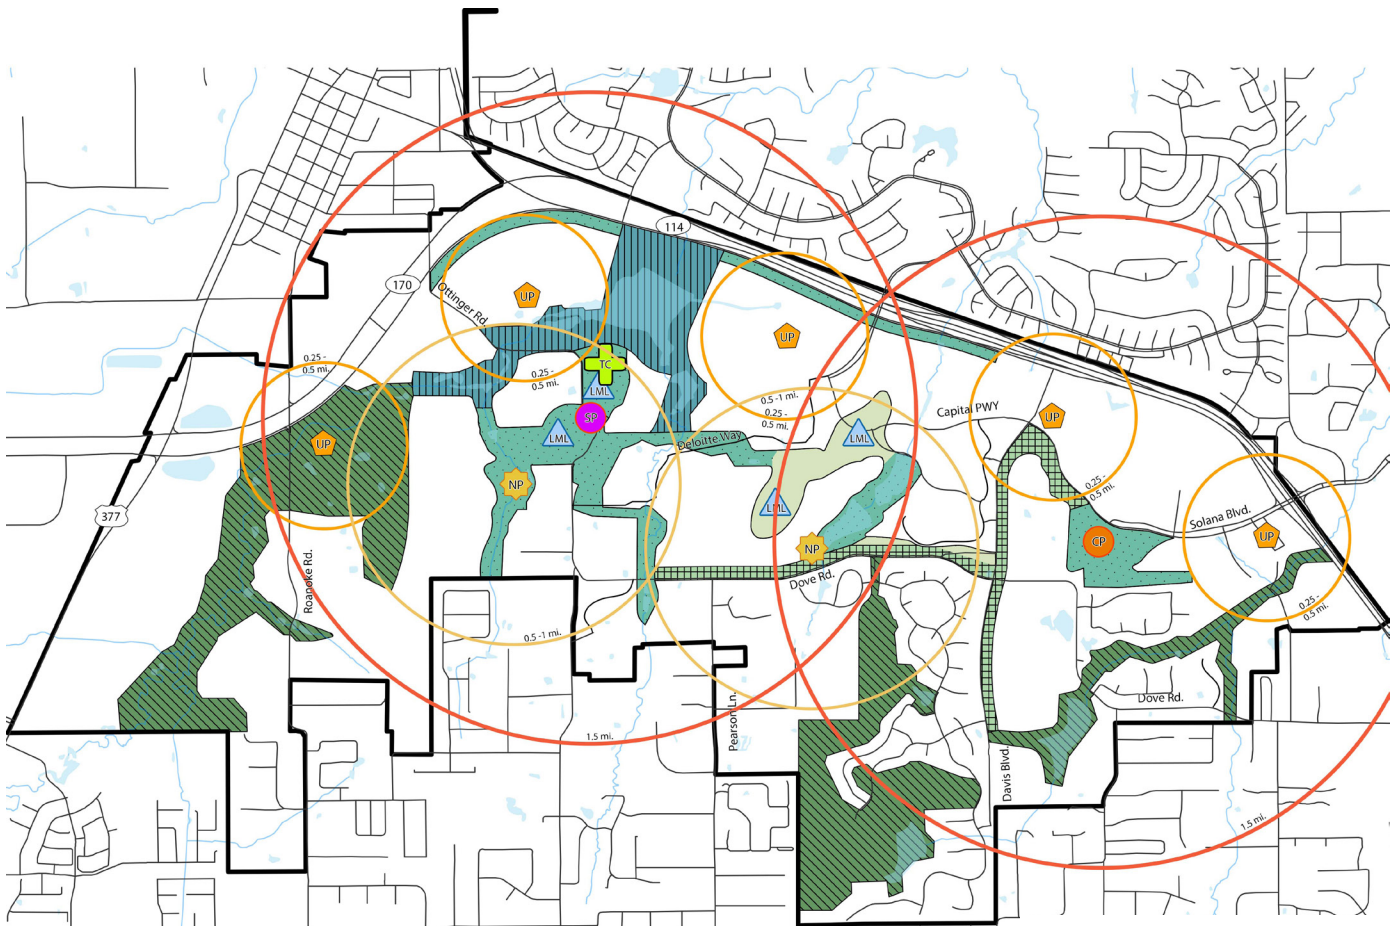 114
170
UP
Ottinger Rd.
UP
0.25 -
0.5 mi.
TC
0.25 -
0.5 mi.
LML
0.5 -1 mi.
0.25 -
0.5 mi.
SP
Capital PWY
UP
UP
LML
Deloitte Way
LML
NP
0.25 -
0.5 mi.
LML
377
Solana Blvd.
UP
CP
NP
Dove Rd.
Roanoke Rd.
0.25 -
0.5 mi.
0.5 -1 mi.
Dove Rd.
Pearson Ln.
1.5 mi.
Davis Blvd.
1.5 mi.